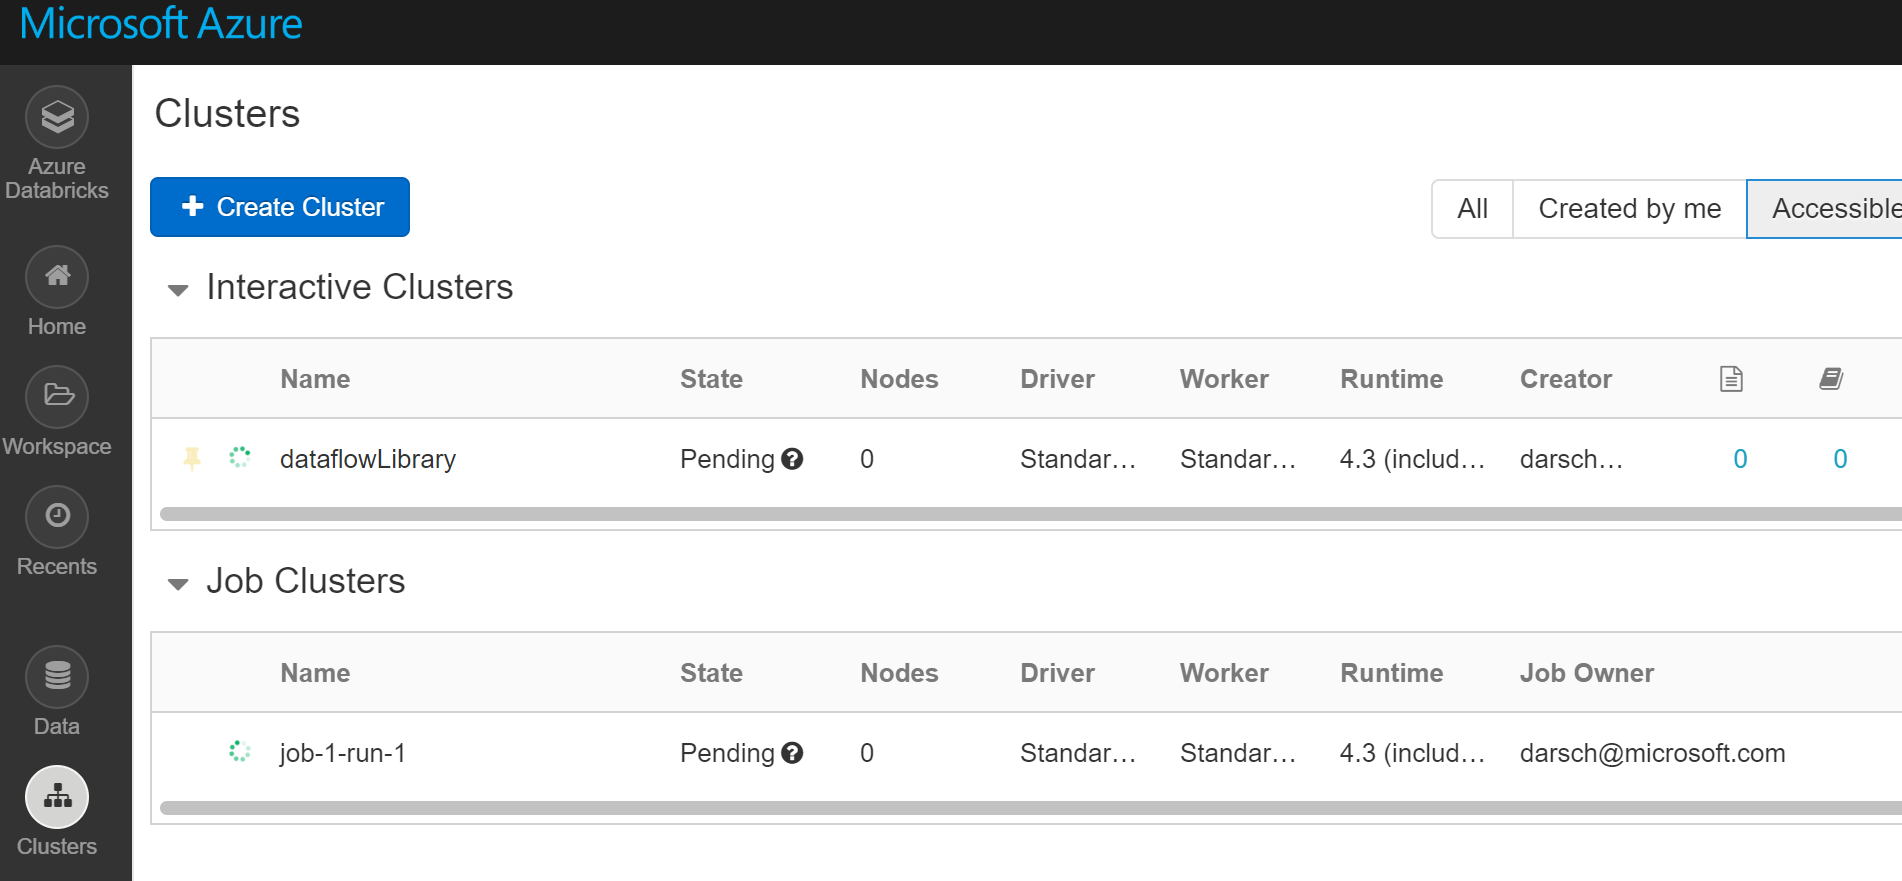 Microsoft Azure
Azure
Databricks
Home
Workspace
Recents
Data
Clusters
Clusters
Create Cluster
All Created by me Accessible
Interactive Clusters
Name State Nodes Driver Worker Runtime Creator
dataflowLibrary Pending 0 Standar... Standar... 4.3 (includ... darsch... 0 0
Job Clusters
Name State Nodes Driver Worker Runtime Job Owner
job-1-run-1 Pending 0 Standar... Standar... 4.3 (includ... darsch@microsoft.com